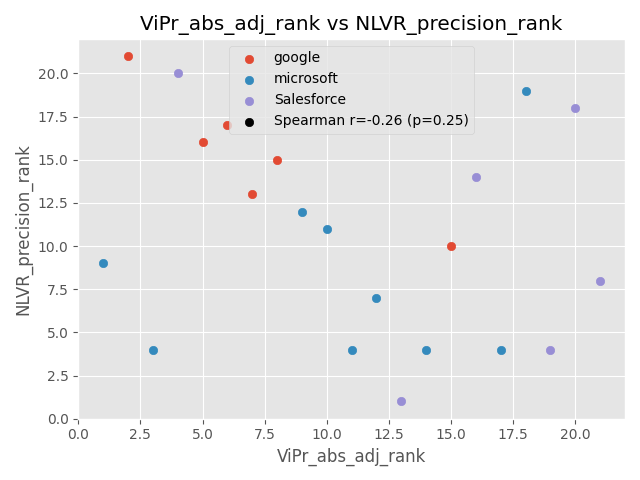 ViPr_abs_adj_rank vs NLVR_precision_rank
google
microsoft
Salesforce
Spearman r=-0.26 (p=0.25)
NLVR_precision_rank
20.0
17.5
15.0
12.5
10.0
7.5
5.0
2.5
0.0
0.0 2.5 5.0 7.5 10.0 12.5 15.0 17.5 20.0
ViPr_abs_adj_rank